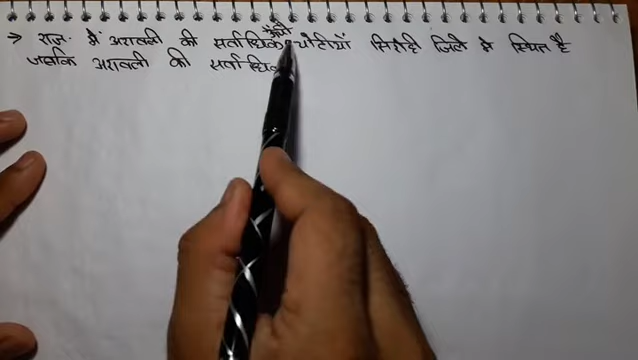 → राज. में अरावली की सर्वाधिक ऊँची चोटीयाँ सिरोही जिले में स्थित है
जबकि अरावली की सर्वाधिक